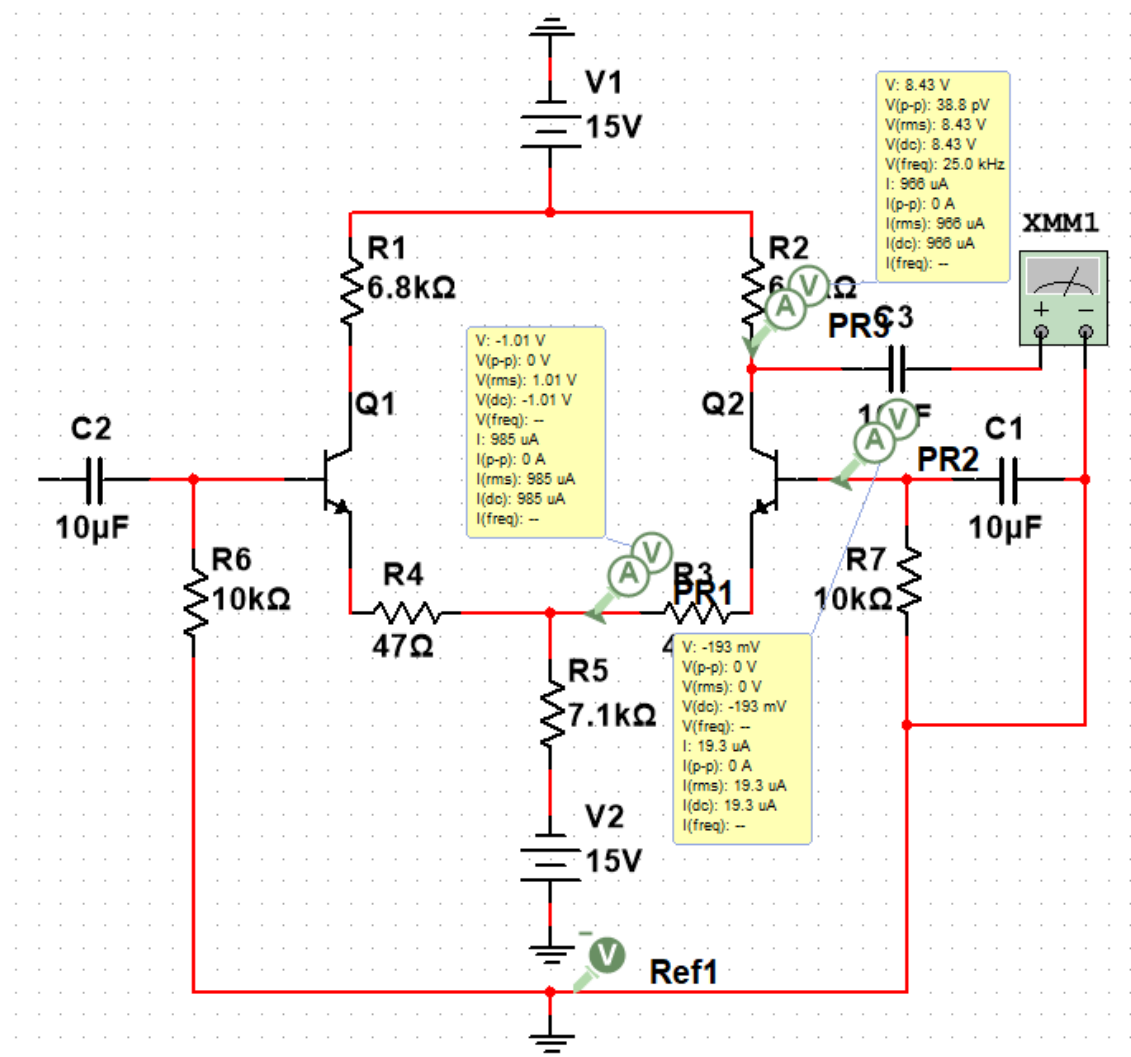 V1
15V
V: 8.43 V
V(p-p): 38.8 pV
V(rms): 8.43 V
V(dc): 8.43 V
V(freq): 25.0 kHz
I: 966 uA
I(p-p): 0 A
I(rms): 966 uA
I(dc): 966 uA
I(freq): --
XMM1
+ −
R1
6.8kΩ
R2
Ω
A V
PR3
C3
V: -1.01 V
V(p-p): 0 V
V(rms): 1.01 V
V(dc): -1.01 V
V(freq): --
I: 985 uA
I(p-p): 0 A
I(rms): 985 uA
I(dc): 985 uA
I(freq): --
Q1
Q2
C2
10µF
A V
PR2
C1
10µF
R6
10kΩ
R4
47Ω
A V
R3
PR1
R7
10kΩ
V: -193 mV
V(p-p): 0 V
V(rms): 0 V
V(dc): -193 mV
V(freq): --
I: 19.3 uA
I(p-p): 0 A
I(rms): 19.3 uA
I(dc): 19.3 uA
I(freq): --
R5
7.1kΩ
V2
15V
V
Ref1